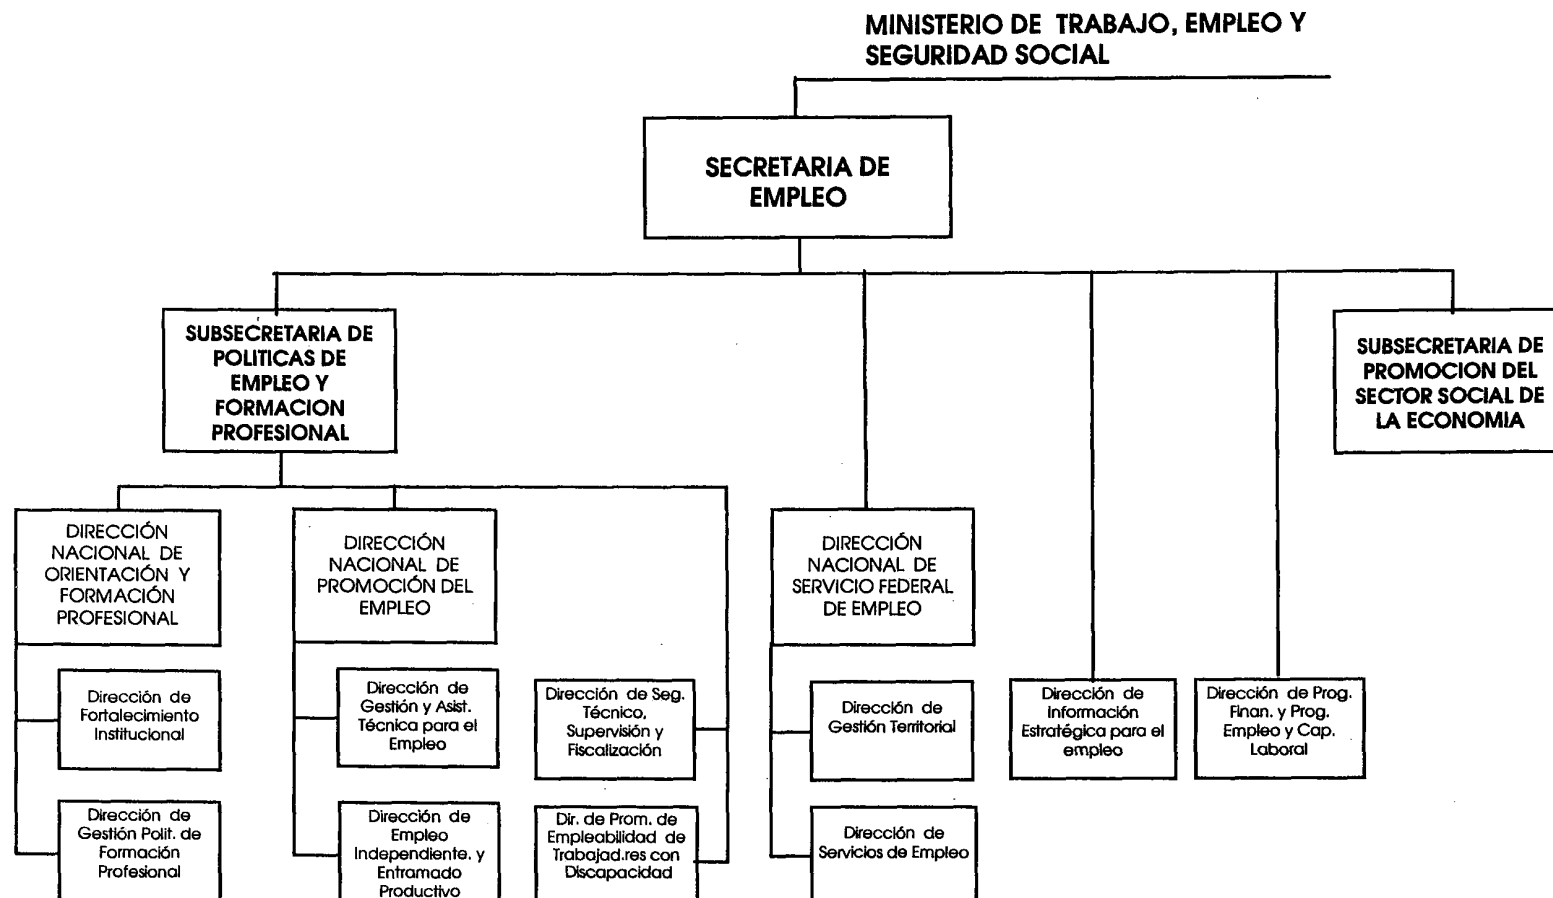 MINISTERIO DE TRABAJO, EMPLEO Y
SEGURIDAD SOCIAL
SECRETARIA DE
EMPLEO
SUBSECRETARIA DE
POLITICAS DE
EMPLEO Y
FORMACION
PROFESIONAL
SUBSECRETARIA DE
PROMOCION DEL
SECTOR SOCIAL DE
LA ECONOMIA
DIRECCIÓN
NACIONAL DE
ORIENTACIÓN Y
FORMACIÓN
PROFESIONAL
DIRECCIÓN
NACIONAL DE
PROMOCIÓN DEL
EMPLEO
DIRECCIÓN
NACIONAL DE
SERVICIO FEDERAL
DE EMPLEO
Dirección de
Fortalecimiento
Institucional
Dirección de
Gestión y Asist.
Técnica para el
Empleo
Dirección de Seg.
Técnico,
Supervisión y
Fiscalización
Dirección de
Gestión Territorial
Dirección de
Información
Estratégica para el
empleo
Dirección de Prog.
Finan. y Prog.
Empleo y Cap.
Laboral
Dirección de
Gestión Polit. de
Formación
Profesional
Dirección de
Empleo
Independiente. y
Entramado
Productivo
Dir. de Prom. de
Empleabilidad de
Trabajad.res con
Discapacidad
Dirección de
Servicios de Empleo